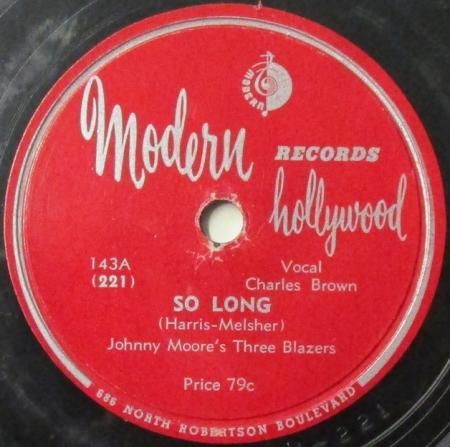 MODERN
Modern
RECORDS
hollywood
143A
(221)
Vocal
Charles Brown
SO LONG
(Harris-Melsher)
Johnny Moore's Three Blazers
Price 79c
686 NORTH ROBERTSON BOULEVARD